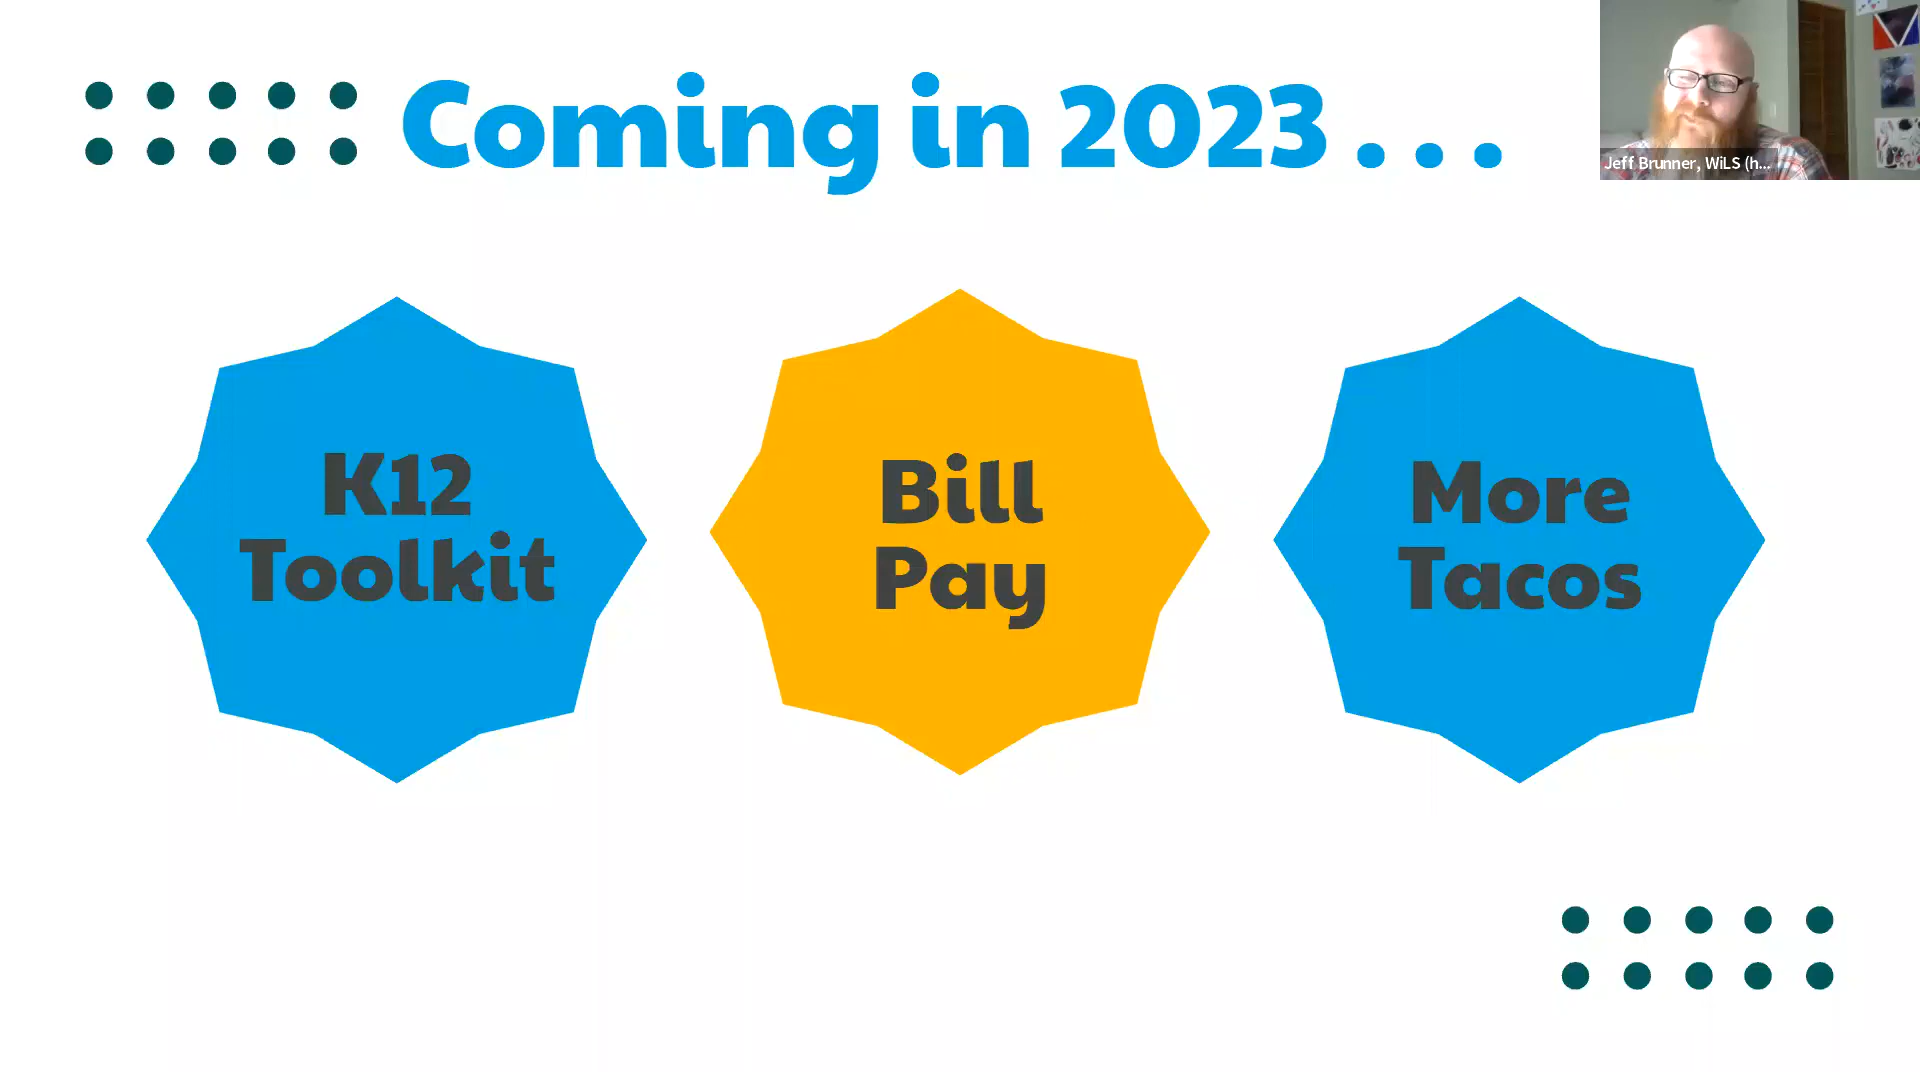 Coming in 2023 . . .
K12
Toolkit
Bill
Pay
More
Tacos
Jeff Brunner, WiLS (h...